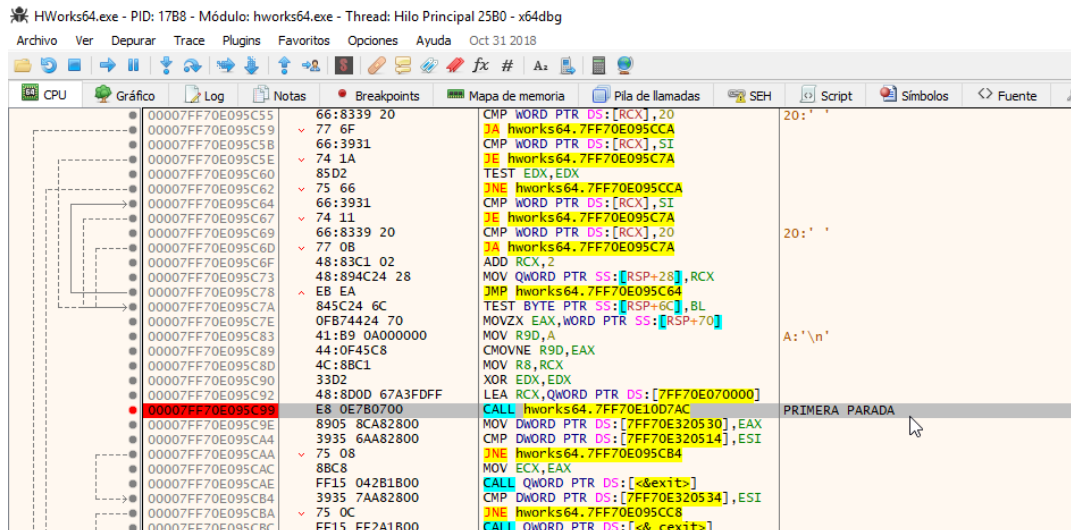 HWorks64.exe - PID: 17B8 - Módulo: hworks64.exe - Thread: Hilo Principal 25B0 - x64dbg
Archivo Ver Depurar Trace Plugins Favoritos Opciones Ayuda Oct 31 2018
CPU Gráfico Log Notas Breakpoints Mapa de memoria Pila de llamadas SEH Script Símbolos Fuente
00007FF70E095C55 66:8339 20 CMP WORD PTR DS:[RCX],20 20:' '
00007FF70E095C59 77 6F JA hworks64.7FF70E095CCA
00007FF70E095C5B 66:3931 CMP WORD PTR DS:[RCX],SI
00007FF70E095C5E 74 1A JE hworks64.7FF70E095C7A
00007FF70E095C60 85D2 TEST EDX,EDX
00007FF70E095C62 75 66 JNE hworks64.7FF70E095CCA
00007FF70E095C64 66:3931 CMP WORD PTR DS:[RCX],SI
00007FF70E095C67 74 11 JE hworks64.7FF70E095C7A
00007FF70E095C69 66:8339 20 CMP WORD PTR DS:[RCX],20 20:' '
00007FF70E095C6D 77 0B JA hworks64.7FF70E095C7A
00007FF70E095C6F 48:83C1 02 ADD RCX,2
00007FF70E095C73 48:894C24 28 MOV QWORD PTR SS:[RSP+28],RCX
00007FF70E095C78 EB EA JMP hworks64.7FF70E095C64
00007FF70E095C7A 845C24 6C TEST BYTE PTR SS:[RSP+6C],BL
00007FF70E095C7E 0FB74424 70 MOVZX EAX,WORD PTR SS:[RSP+70]
00007FF70E095C83 41:B9 0A000000 MOV R9D,A A:'\n'
00007FF70E095C89 44:0F45C8 CMOVNE R9D,EAX
00007FF70E095C8D 4C:8BC1 MOV R8,RCX
00007FF70E095C90 33D2 XOR EDX,EDX
00007FF70E095C92 48:8D0D 67A3FDFF LEA RCX,QWORD PTR DS:[7FF70E070000]
00007FF70E095C99 E8 0E7B0700 CALL hworks64.7FF70E10D7AC PRIMERA PARADA
00007FF70E095C9E 8905 8CA82800 MOV DWORD PTR DS:[7FF70E320530],EAX
00007FF70E095CA4 3935 6AA82800 CMP DWORD PTR DS:[7FF70E320514],ESI
00007FF70E095CAA 75 08 JNE hworks64.7FF70E095CB4
00007FF70E095CAC 8BC8 MOV ECX,EAX
00007FF70E095CAE FF15 042B1B00 CALL QWORD PTR DS:[<&exit>]
00007FF70E095CB4 3935 7AA82800 CMP DWORD PTR DS:[7FF70E320534],ESI
00007FF70E095CBA 75 0C JNE hworks64.7FF70E095CC8
00007FF70E095CBC FF15 FE2A1B00 CALL QWORD PTR DS:[<&_cexit>]